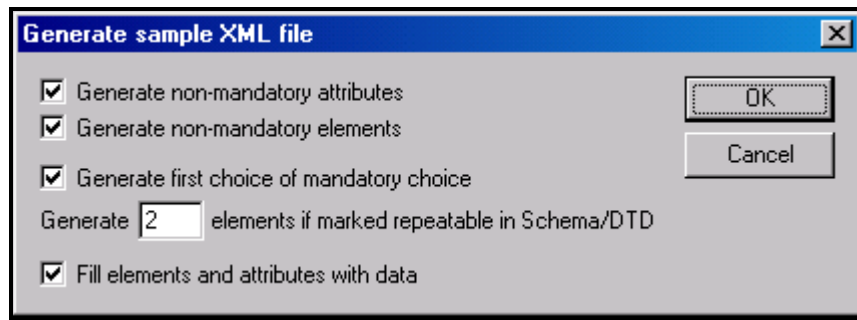 Generate sample XML file
Generate non-mandatory attributes
OK
Generate non-mandatory elements
Cancel
Generate first choice of mandatory choice
Generate 2 elements if marked repeatable in Schema/DTD
Fill elements and attributes with data